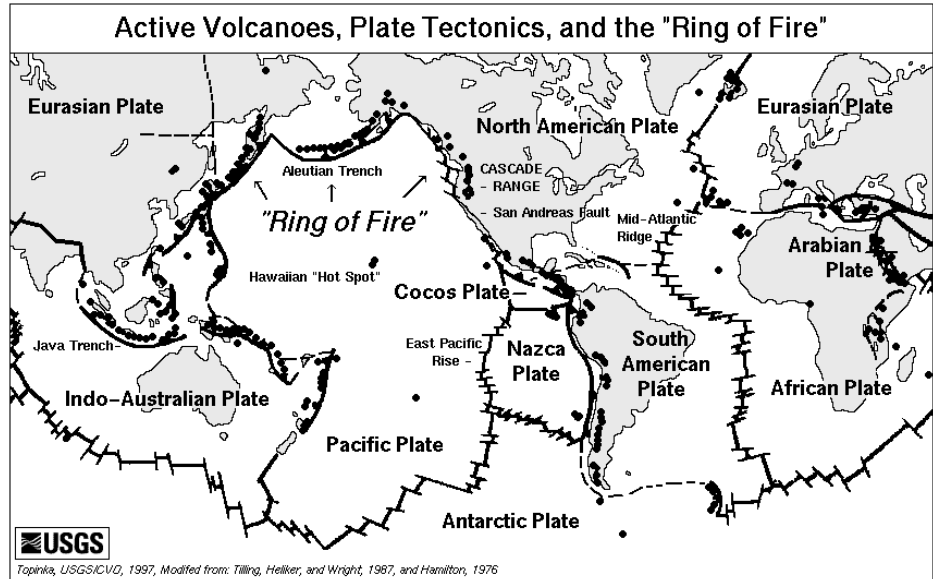 Active Volcanoes, Plate Tectonics, and the "Ring of Fire"
Eurasian Plate
North American Plate
Eurasian Plate
Aleutian Trench
CASCADE
RANGE
"Ring of Fire"
San Andreas Fault
Mid-Atlantic
Ridge
Arabian
Plate
Hawaiian "Hot Spot"
Cocos Plate
Java Trench
East Pacific
Rise
Nazca
Plate
South
American
Plate
Indo-Australian Plate
African Plate
Pacific Plate
Antarctic Plate
USGS
Topinka, USGS/CVO, 1997, Modified from: Tilling, Heliker, and Wright, 1987, and Hamilton, 1976